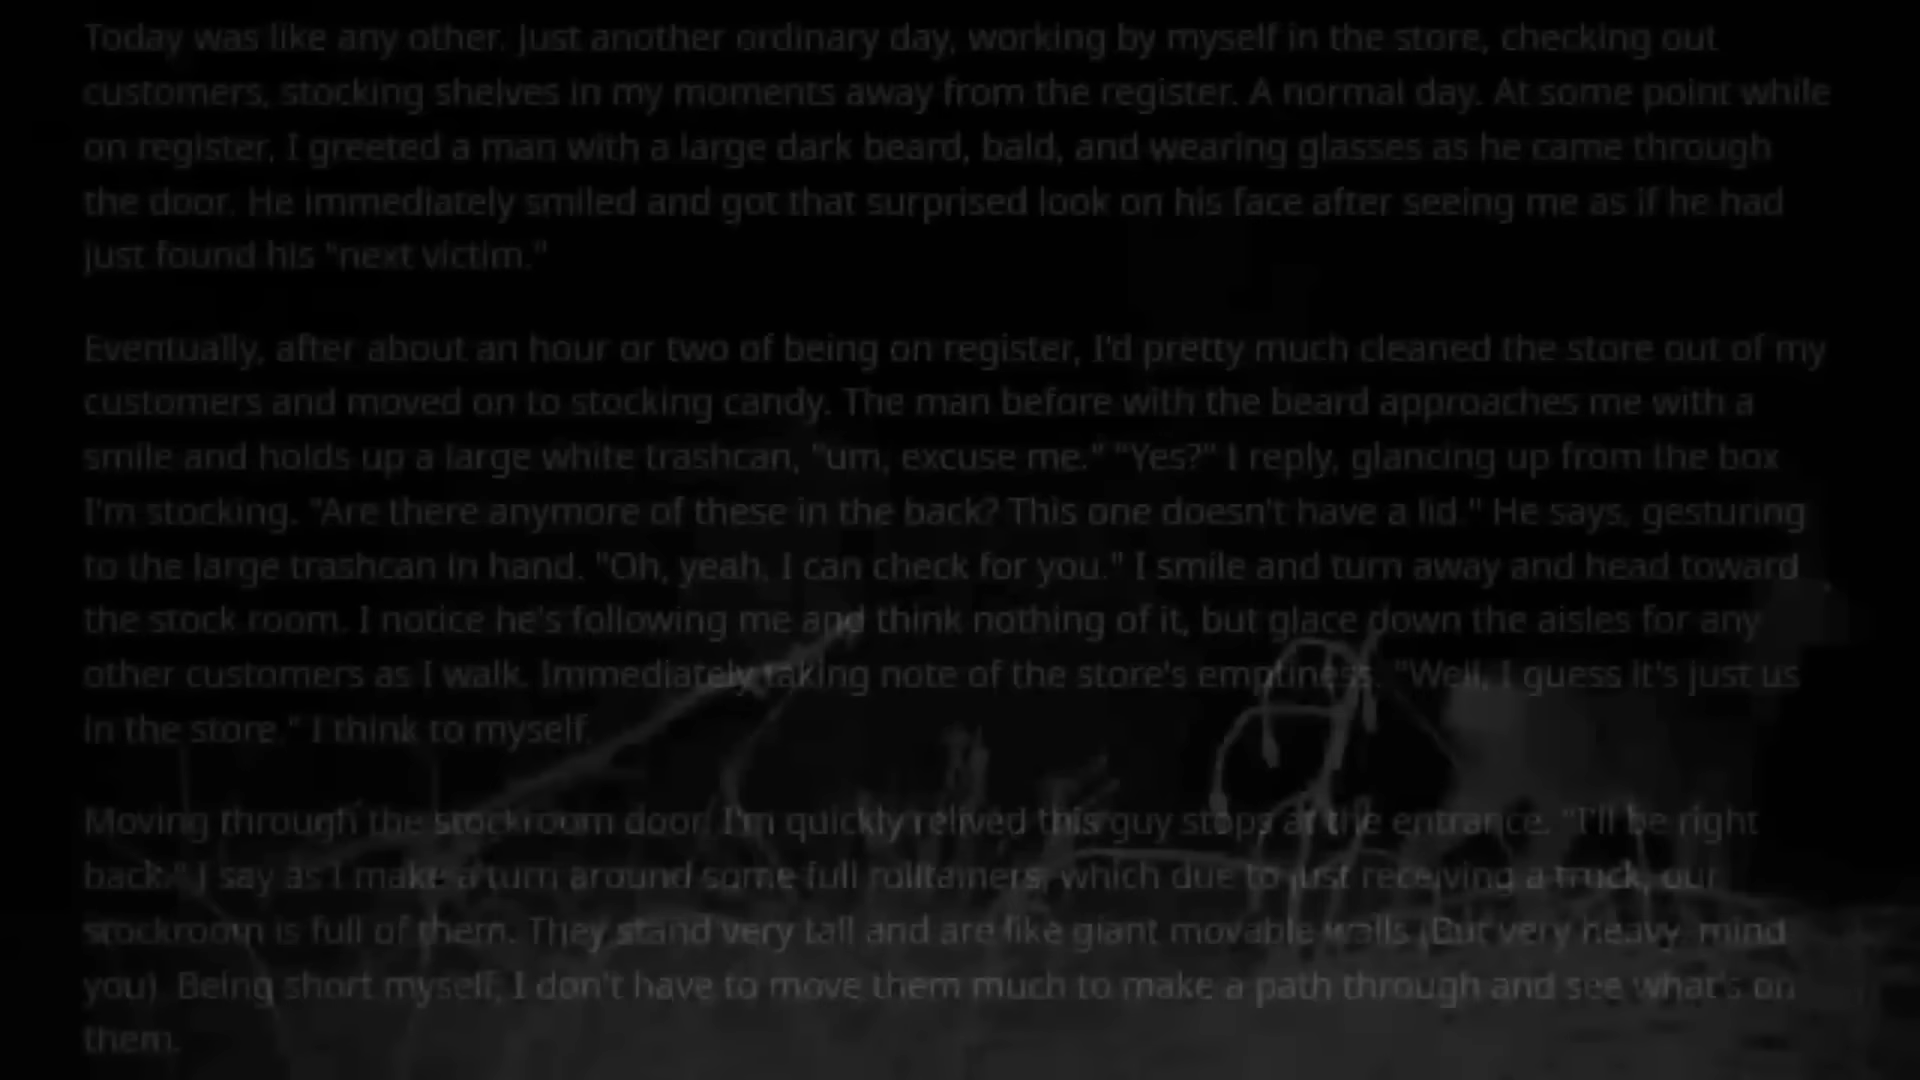 Today was like any other. Just another ordinary day, working by myself in the store, checking out
customers, stocking shelves in my moments away from the register. A normal day. At some point while
on register, I greeted a man with a large dark beard, bald, and wearing glasses as he came through
the door. He immediately smiled and got that surprised look on his face after seeing me as if he had
just found his "next victim."
Eventually, after about an hour or two of being on register, I'd pretty much cleaned the store out of my
customers and moved on to stocking candy. The man before with the beard approaches me with a
smile and holds up a large white trashcan, "um, excuse me." "Yes?" I reply, glancing up from the box
I'm stocking. "Are there anymore of these in the back? This one doesn't have a lid." He says, gesturing
to the large trashcan in hand. "Oh, yeah, I can check for you." I smile and turn away and head toward
the stock room. I notice he's following me and think nothing of it, but glace down the aisles for any
other customers as I walk. Immediately taking note of the store's emptiness. "Well, I guess it's just us
in the store." I think to myself.
Moving through the stockroom door, I'm quickly relived this guy stops at the entrance. "I'll be right
back." I say as I make a turn around some full rolltainers, which due to just receiving a truck, our
stockroom is full of them. They stand very tall and are like giant movable walls (But very heavy, mind
you). Being short myself, I don't have to move them much to make a path through and see what's on
them.